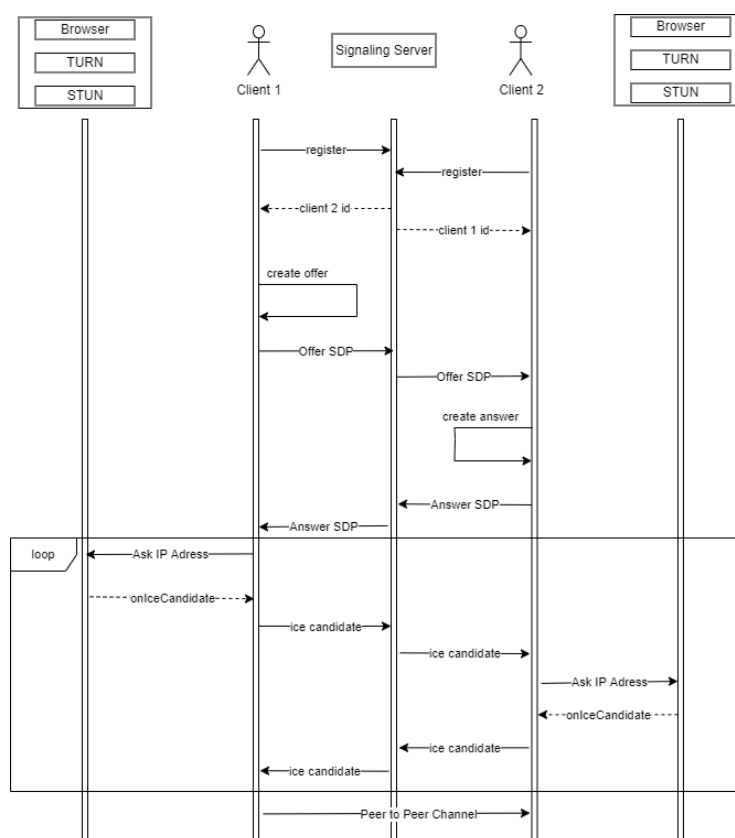 Browser
TURN
STUN
Client 1
Signaling Server
Client 2
Browser
TURN
STUN
register
register
client 2 id
client 1 id
create offer
Offer SDP
Offer SDP
create answer
Answer SDP
Answer SDP
loop
Ask IP Adress
onIceCandidate
ice candidate
ice candidate
Ask IP Adress
onIceCandidate
ice candidate
ice candidate
Peer to Peer Channel